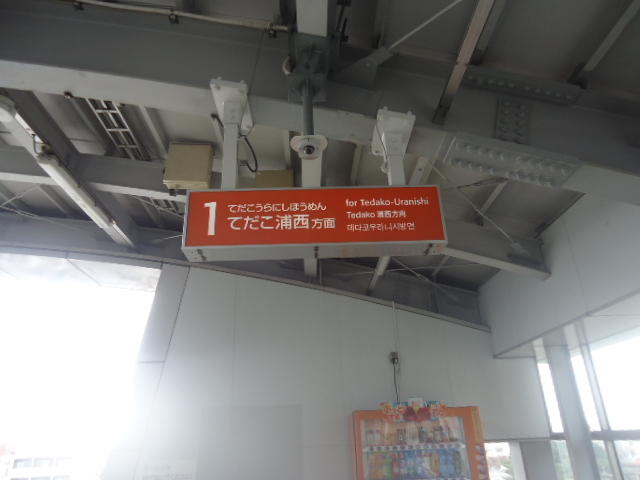 1
てだこうらにしほうめん
てだこ浦西方面
for Tedako-Uranishi
Tedako 浦西方向
테다코우라니시방면